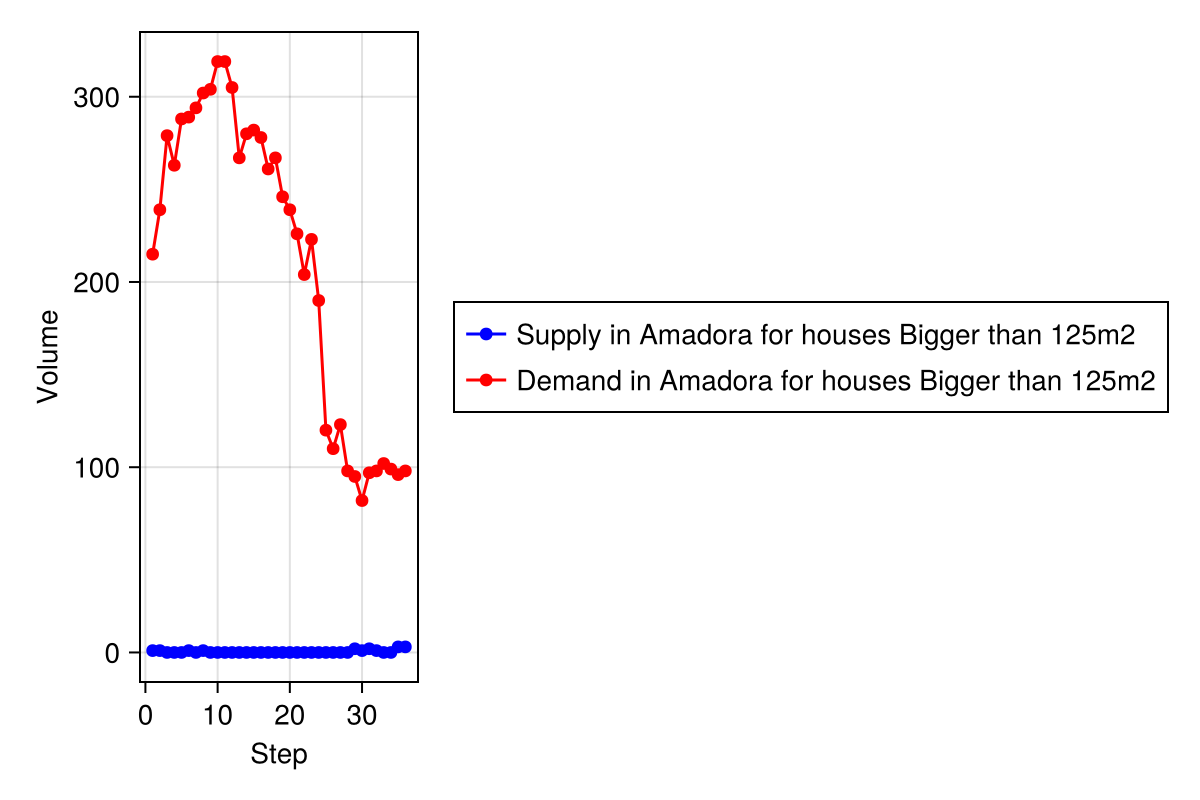 300
200
100
0
Volume
0 10 20 30
Step
Supply in Amadora for houses Bigger than 125m2
Demand in Amadora for houses Bigger than 125m2